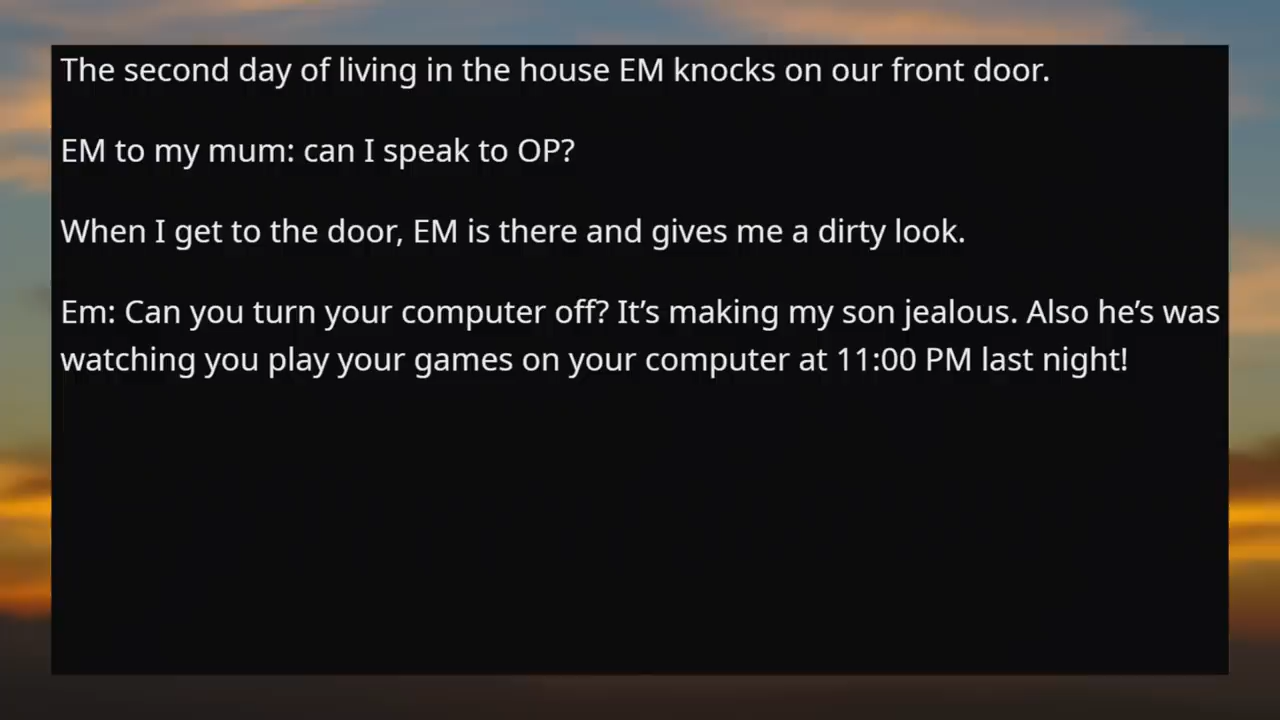 The second day of living in the house EM knocks on our front door.
EM to my mum: can I speak to OP?
When I get to the door, EM is there and gives me a dirty look.
Em: Can you turn your computer off? It’s making my son jealous. Also he’s was
watching you play your games on your computer at 11:00 PM last night!